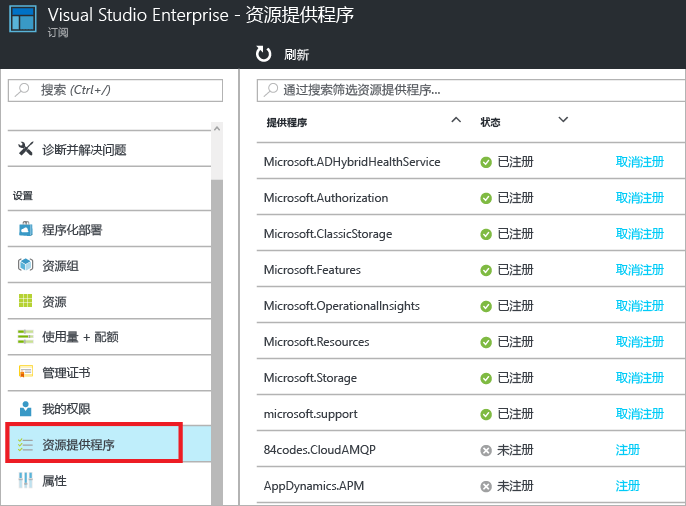 Visual Studio Enterprise - 资源提供程序
订阅
刷新
搜索 (Ctrl+/)
诊断并解决问题
设置
程序化部署
资源组
资源
使用量 + 配额
管理证书
我的权限
资源提供程序
属性
通过搜索筛选资源提供程序...
提供程序 状态
Microsoft.ADHybridHealthService 已注册 取消注册
Microsoft.Authorization 已注册 取消注册
Microsoft.ClassicStorage 已注册 取消注册
Microsoft.Features 已注册 取消注册
Microsoft.OperationalInsights 已注册 取消注册
Microsoft.Resources 已注册 取消注册
Microsoft.Storage 已注册 取消注册
microsoft.support 已注册 取消注册
84codes.CloudAMQP 未注册 注册
AppDynamics.APM 未注册 注册